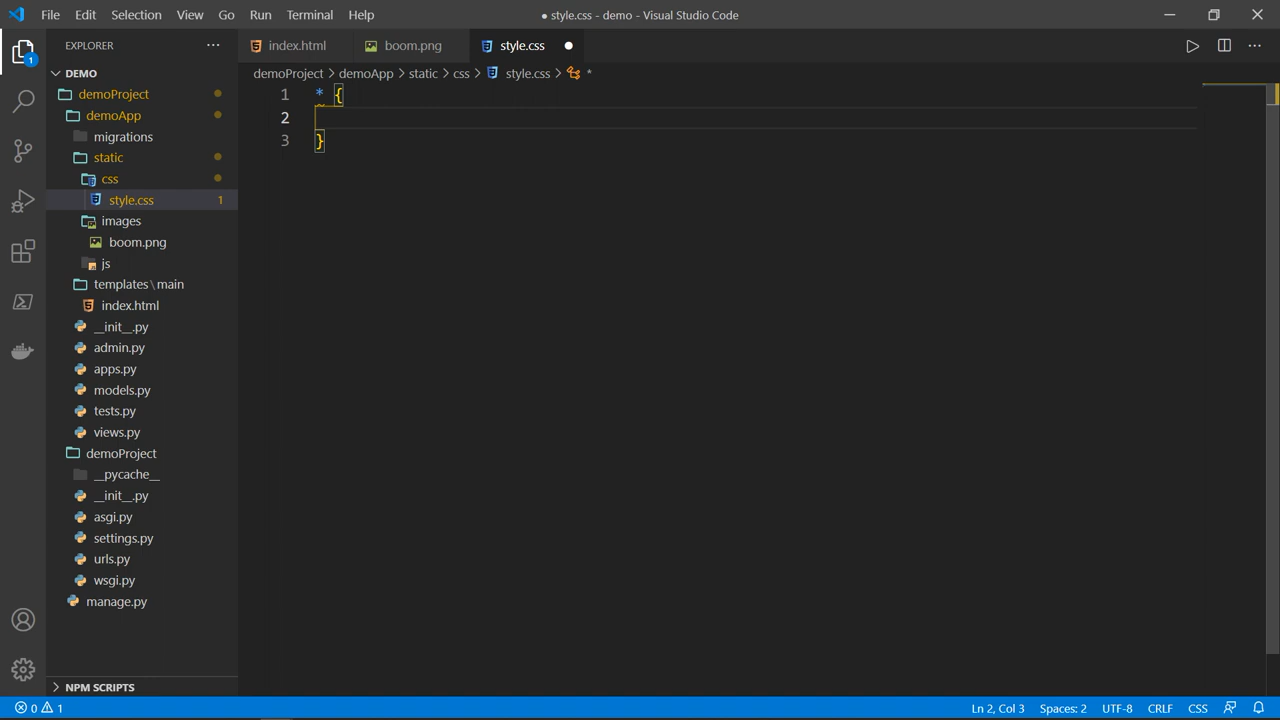 File Edit Selection View Go Run Terminal Help ● style.css - demo - Visual Studio Code
EXPLORER ···
index.html boom.png style.css
demoProject > demoApp > static > css > style.css > *
DEMO
demoProject
demoApp
migrations
static
css
style.css 1
images
boom.png
js
templates\main
index.html
__init__.py
admin.py
apps.py
models.py
tests.py
views.py
demoProject
__pycache__
__init__.py
asgi.py
settings.py
urls.py
wsgi.py
manage.py
NPM SCRIPTS
1 * {
2
3 }
1
0 1 Ln 2, Col 3 Spaces: 2 UTF-8 CRLF CSS